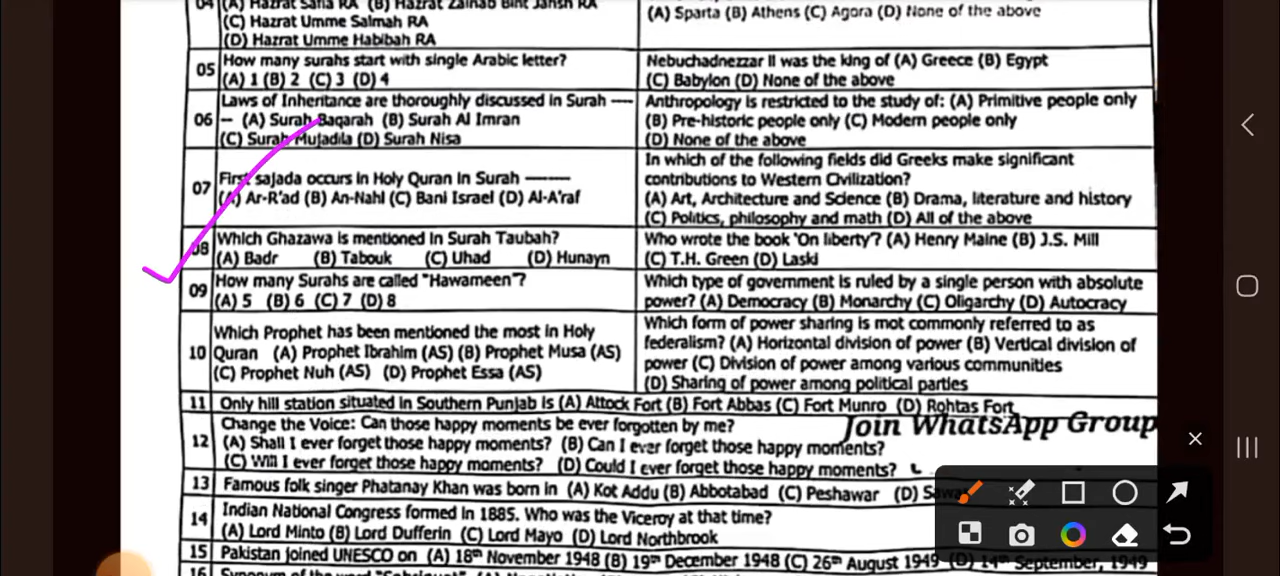 04 (A) Hazrat Safia RA (B) Hazrat Zainab Bint Jahsh RA
(C) Hazrat Umme Salmah RA
(D) Hazrat Umme Habibah RA
(A) Sparta (B) Athens (C) Agora (D) None of the above
05 How many surahs start with single Arabic letter?
(A) 1 (B) 2 (C) 3 (D) 4
Nebuchadnezzar II was the king of (A) Greece (B) Egypt
(C) Babylon (D) None of the above
06 Laws of Inheritance are thoroughly discussed in Surah ----
– (A) Surah Baqarah (B) Surah Al Imran
(C) Surah Mujadila (D) Surah Nisa
Anthropology is restricted to the study of: (A) Primitive people only
(B) Pre-historic people only (C) Modern people only
(D) None of the above
07 First sajada occurs in Holy Quran in Surah --------
(A) Ar-R'ad (B) An-Nahl (C) Bani Israel (D) Al-A'raf
In which of the following fields did Greeks make significant
contributions to Western Civilization?
(A) Art, Architecture and Science (B) Drama, literature and history
(C) Politics, philosophy and math (D) All of the above
08 Which Ghazawa is mentioned in Surah Taubah?
(A) Badr (B) Tabouk (C) Uhad (D) Hunayn
Who wrote the book 'On liberty'? (A) Henry Maine (B) J.S. Mill
(C) T.H. Green (D) Laski
09 How many Surahs are called "Hawameen"?
(A) 5 (B) 6 (C) 7 (D) 8
Which type of government is ruled by a single person with absolute
power? (A) Democracy (B) Monarchy (C) Oligarchy (D) Autocracy
10 Which Prophet has been mentioned the most in Holy
Quran (A) Prophet Ibrahim (AS) (B) Prophet Musa (AS)
(C) Prophet Nuh (AS) (D) Prophet Essa (AS)
Which form of power sharing is mot commonly referred to as
federalism? (A) Horizontal division of power (B) Vertical division of
power (C) Division of power among various communities
(D) Sharing of power among political parties
11 Only hill station situated in Southern Punjab is (A) Attock Fort (B) Fort Abbas (C) Fort Munro (D) Rohtas Fort
12 Change the Voice: Can those happy moments be ever forgotten by me?
(A) Shall I ever forget those happy moments? (B) Can I ever forget those happy moments?
(C) Will I ever forget those happy moments? (D) Could I ever forget those happy moments?
Join WhatsApp Group
13 Famous folk singer Phatanay Khan was born in (A) Kot Addu (B) Abbotabad (C) Peshawar (D)
14 Indian National Congress formed in 1885. Who was the Viceroy at that time?
(A) Lord Minto (B) Lord Dufferin (C) Lord Mayo (D) Lord Northbrook
15 Pakistan joined UNESCO on (A) 18th November 1948 (B) 19th December 1948 (C) 26th August 1949 (D) 14th September, 1949
16 Synonym of the word